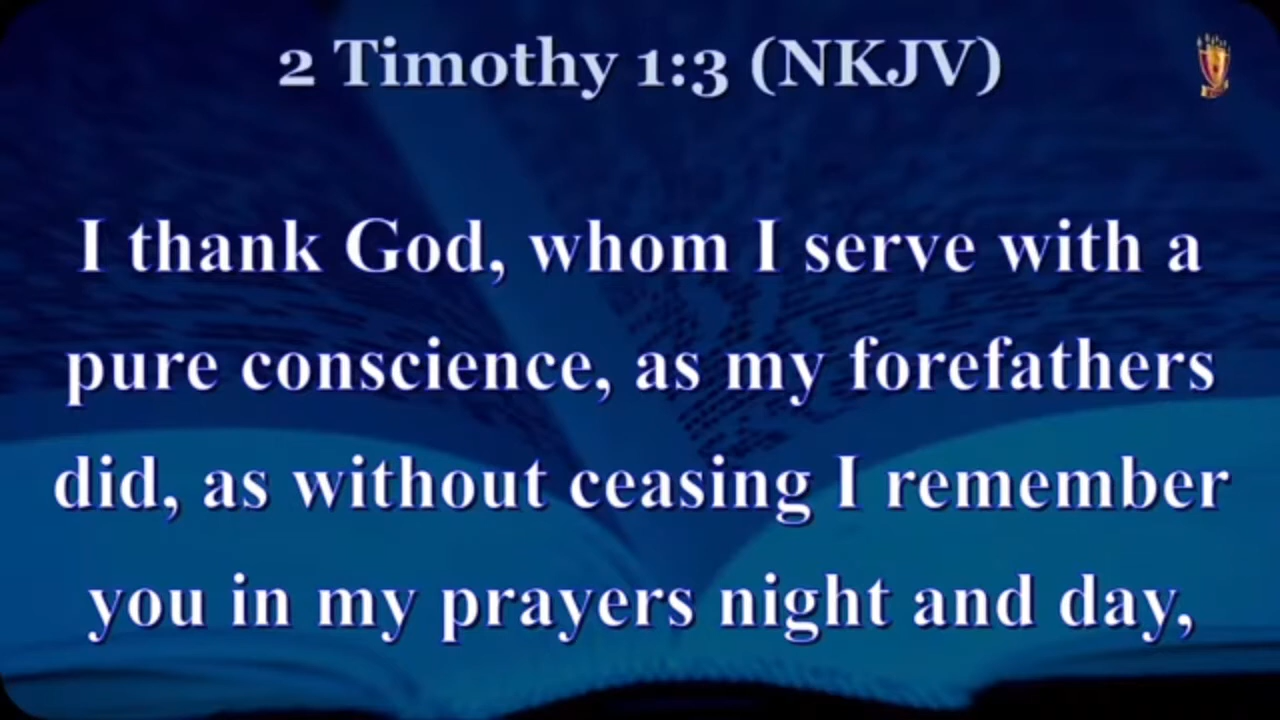 2 Timothy 1:3 (NKJV)
I thank God, whom I serve with a
pure conscience, as my forefathers
did, as without ceasing I remember
you in my prayers night and day,